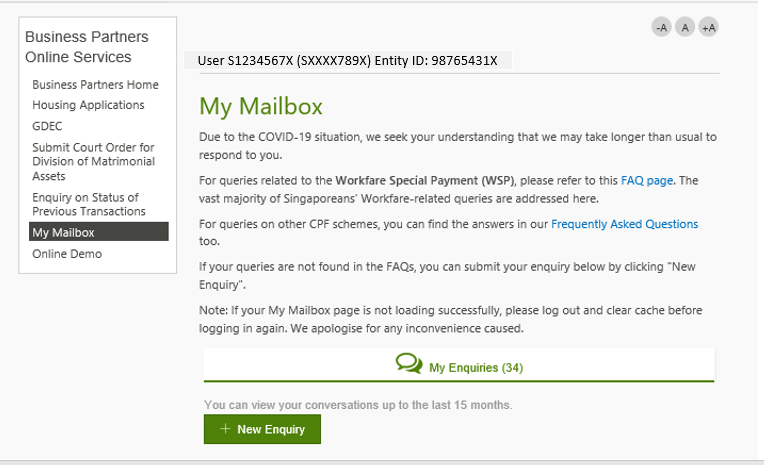 -A A +A
Business Partners
Online Services
Business Partners Home
Housing Applications
GDEC
Submit Court Order for
Division of Matrimonial
Assets
Enquiry on Status of
Previous Transactions
My Mailbox
Online Demo
User S1234567X (SXXXX789X) Entity ID: 98765431X
My Mailbox
Due to the COVID-19 situation, we seek your understanding that we may take longer than usual to
respond to you.
For queries related to the Workfare Special Payment (WSP), please refer to this FAQ page. The
vast majority of Singaporeans' Workfare-related queries are addressed here.
For queries on other CPF schemes, you can find the answers in our Frequently Asked Questions
too.
If your queries are not found in the FAQs, you can submit your enquiry below by clicking "New
Enquiry".
Note: If your My Mailbox page is not loading successfully, please log out and clear cache before
logging in again. We apologise for any inconvenience caused.
My Enquiries (34)
You can view your conversations up to the last 15 months.
+ New Enquiry